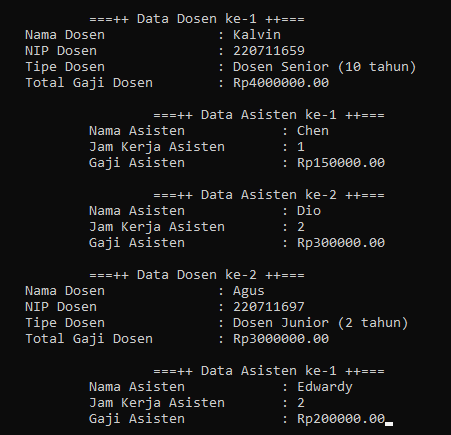 ===++ Data Dosen ke-1 ++===
Nama Dosen : Kalvin
NIP Dosen : 220711659
Tipe Dosen : Dosen Senior (10 tahun)
Total Gaji Dosen : Rp4000000.00
===++ Data Asisten ke-1 ++===
Nama Asisten : Chen
Jam Kerja Asisten : 1
Gaji Asisten : Rp150000.00
===++ Data Asisten ke-2 ++===
Nama Asisten : Dio
Jam Kerja Asisten : 2
Gaji Asisten : Rp300000.00
===++ Data Dosen ke-2 ++===
Nama Dosen : Agus
NIP Dosen : 220711697
Tipe Dosen : Dosen Junior (2 tahun)
Total Gaji Dosen : Rp3000000.00
===++ Data Asisten ke-1 ++===
Nama Asisten : Edwardy
Jam Kerja Asisten : 2
Gaji Asisten : Rp200000.00